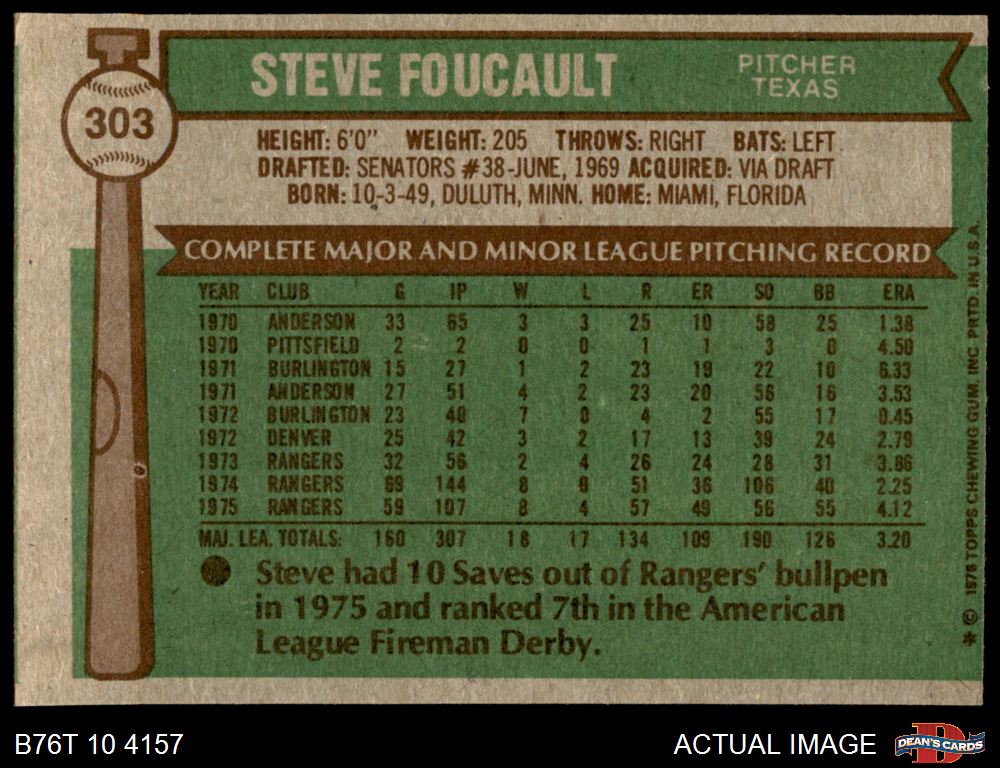 STEVE FOUCAULT
PITCHER
TEXAS
303
HEIGHT: 6'0" WEIGHT: 205 THROWS: RIGHT BATS: LEFT
DRAFTED: SENATORS #38-JUNE, 1969 ACQUIRED: VIA DRAFT
BORN: 10-3-49, DULUTH, MINN. HOME: MIAMI, FLORIDA
COMPLETE MAJOR AND MINOR LEAGUE PITCHING RECORD
YEAR CLUB G IP W L R ER SO BB ERA
1970 ANDERSON 33 65 3 3 25 10 58 25 1.38
1970 PITTSFIELD 2 2 0 0 1 1 3 0 4.50
1971 BURLINGTON 15 27 1 2 23 19 22 10 6.33
1971 ANDERSON 27 51 4 2 23 20 56 16 3.53
1972 BURLINGTON 23 40 7 0 4 2 55 17 0.45
1972 DENVER 25 42 3 2 17 13 39 24 2.79
1973 RANGERS 32 56 2 4 26 24 28 31 3.86
1974 RANGERS 69 144 8 9 51 36 106 40 2.25
1975 RANGERS 59 107 8 4 57 49 56 55 4.12
MAJ. LEA. TOTALS: 160 307 18 17 134 109 190 126 3.20
● Steve had 10 Saves out of Rangers' bullpen
in 1975 and ranked 7th in the American
League Fireman Derby.
* © 1976 TOPPS CHEWING GUM, INC. PRTD. IN U.S.A.
B76T 10 4157
ACTUAL IMAGE
DEAN'S CARDS